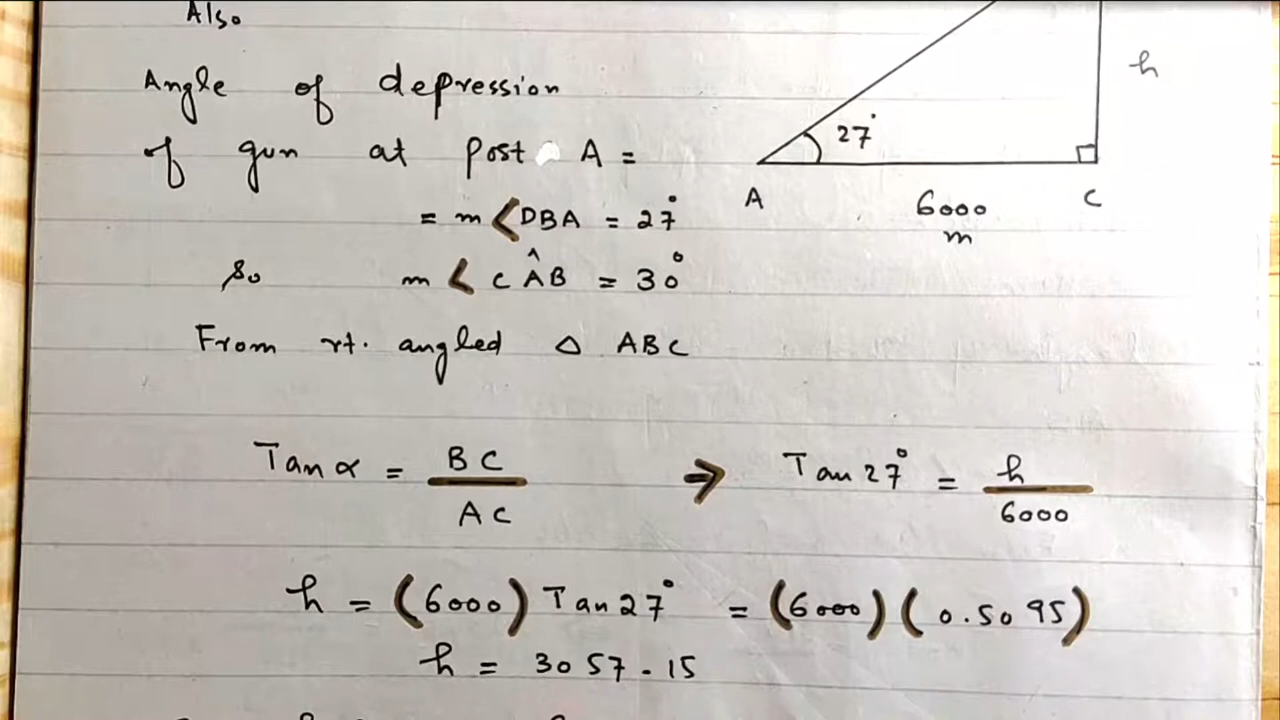 Also
h
Angle of depression
27°
of gun at post A =
A
C
6000
m
= m<DBA = 27°
So m<CÂB = 30°
From rt. angled △ ABC
Tan α = BC / AC ⇒ Tan 27° = h / 6000
h = (6000) Tan 27° = (6000)(0.5095)
h = 3057.15